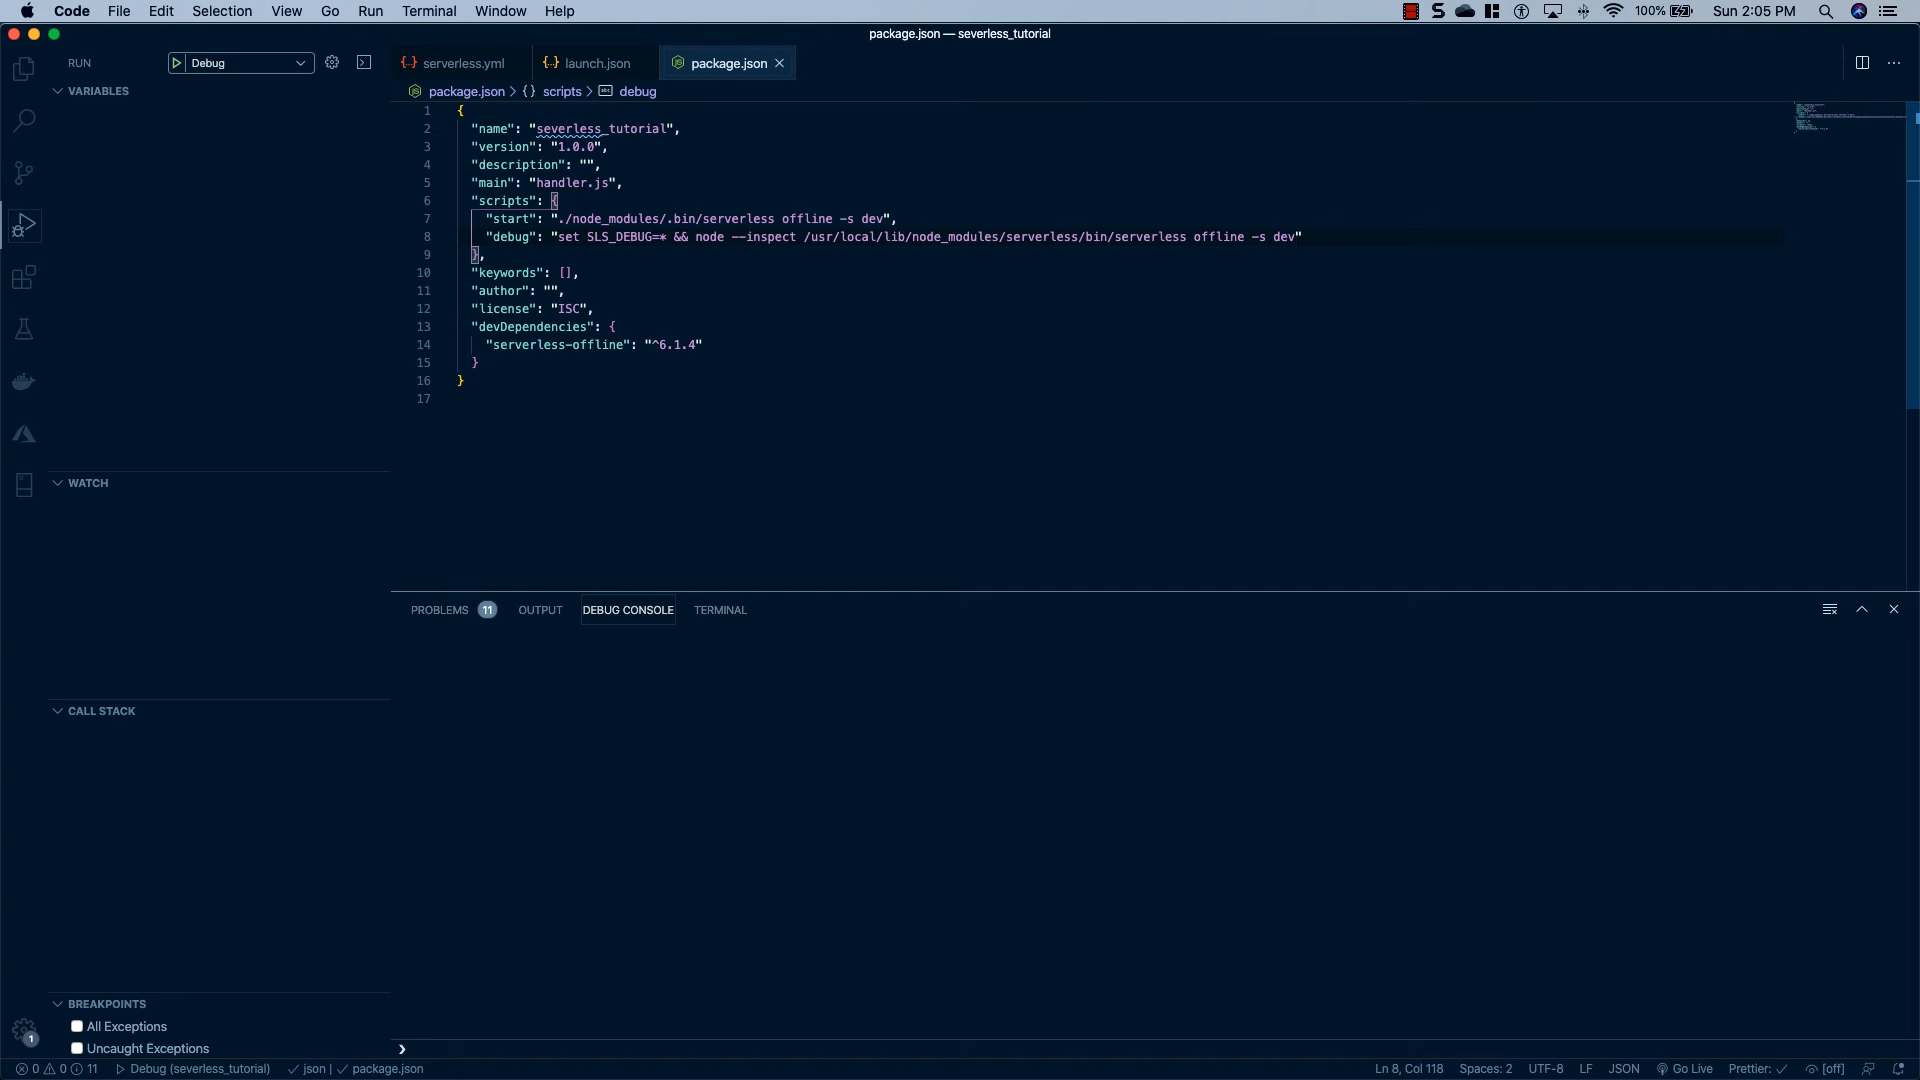 Code File Edit Selection View Go Run Terminal Window Help 100% Sun 2:05 PM
package.json — severless_tutorial
RUN Debug serverless.yml launch.json package.json
package.json > {} scripts > debug
VARIABLES
1 {
2 "name": "severless_tutorial",
3 "version": "1.0.0",
4 "description": "",
5 "main": "handler.js",
6 "scripts": {
7 "start": "./node_modules/.bin/serverless offline -s dev",
8 "debug": "set SLS_DEBUG=* && node --inspect /usr/local/lib/node_modules/serverless/bin/serverless offline -s dev"
9 },
10 "keywords": [],
11 "author": "",
12 "license": "ISC",
13 "devDependencies": {
14 "serverless-offline": "^6.1.4"
15 }
16 }
17
WATCH
PROBLEMS 11 OUTPUT DEBUG CONSOLE TERMINAL
CALL STACK
BREAKPOINTS
All Exceptions
Uncaught Exceptions
1
0 0 11 Debug (severless_tutorial) json | package.json Ln 8, Col 118 Spaces: 2 UTF-8 LF JSON Go Live Prettier: [off]